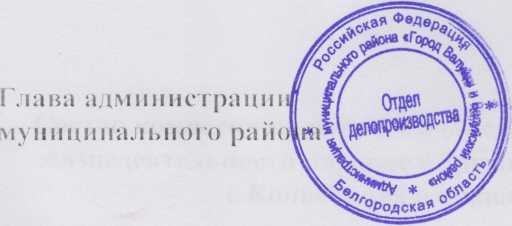 Глава администрации
муниципального района
Российская Федерация
Белгородская область
Администрация муниципального района «Город Валуйки и Валуйский район»
Отдел
делопроизводства